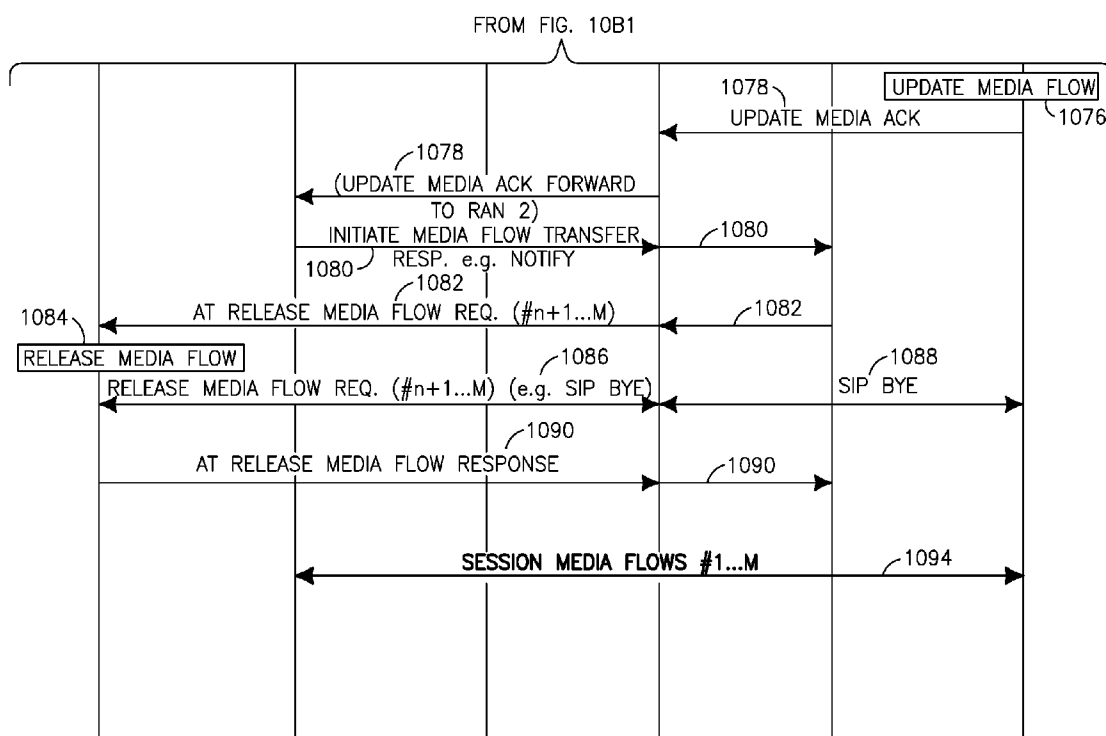 FROM FIG. 10B1
UPDATE MEDIA FLOW
1076
1078
UPDATE MEDIA ACK
1078
(UPDATE MEDIA ACK FORWARD
TO RAN 2)
INITIATE MEDIA FLOW TRANSFER
1080
1080
RESP. e.g. NOTIFY
1082
AT RELEASE MEDIA FLOW REQ. (#n+1...M)
1082
1084
RELEASE MEDIA FLOW
1086
RELEASE MEDIA FLOW REQ. (#n+1...M) (e.g. SIP BYE)
1088
SIP BYE
1090
AT RELEASE MEDIA FLOW RESPONSE
1090
SESSION MEDIA FLOWS #1...M
1094